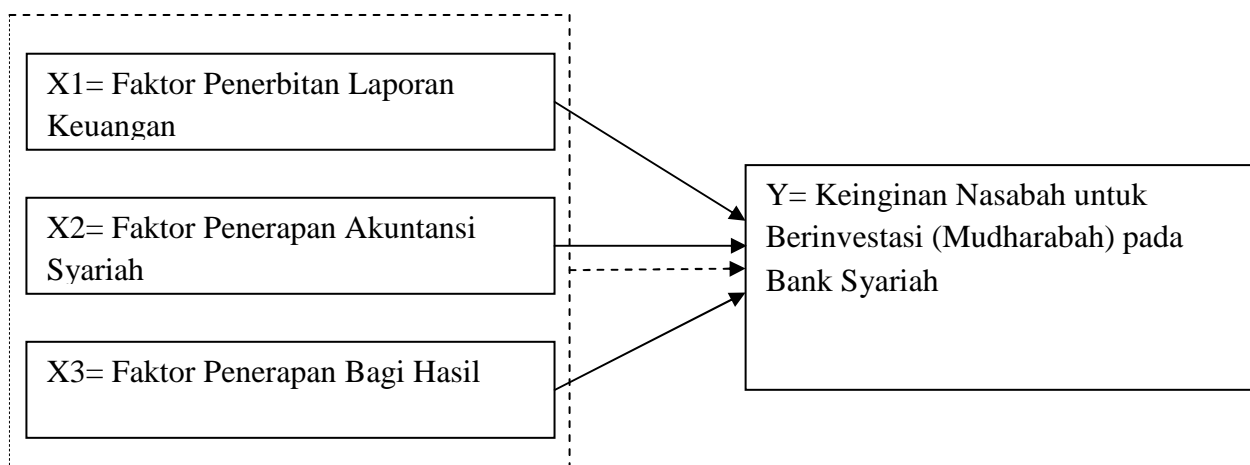 X1= Faktor Penerbitan Laporan
Keuangan
X2= Faktor Penerapan Akuntansi
Syariah
X3= Faktor Penerapan Bagi Hasil
Y= Keinginan Nasabah untuk
Berinvestasi (Mudharabah) pada
Bank Syariah